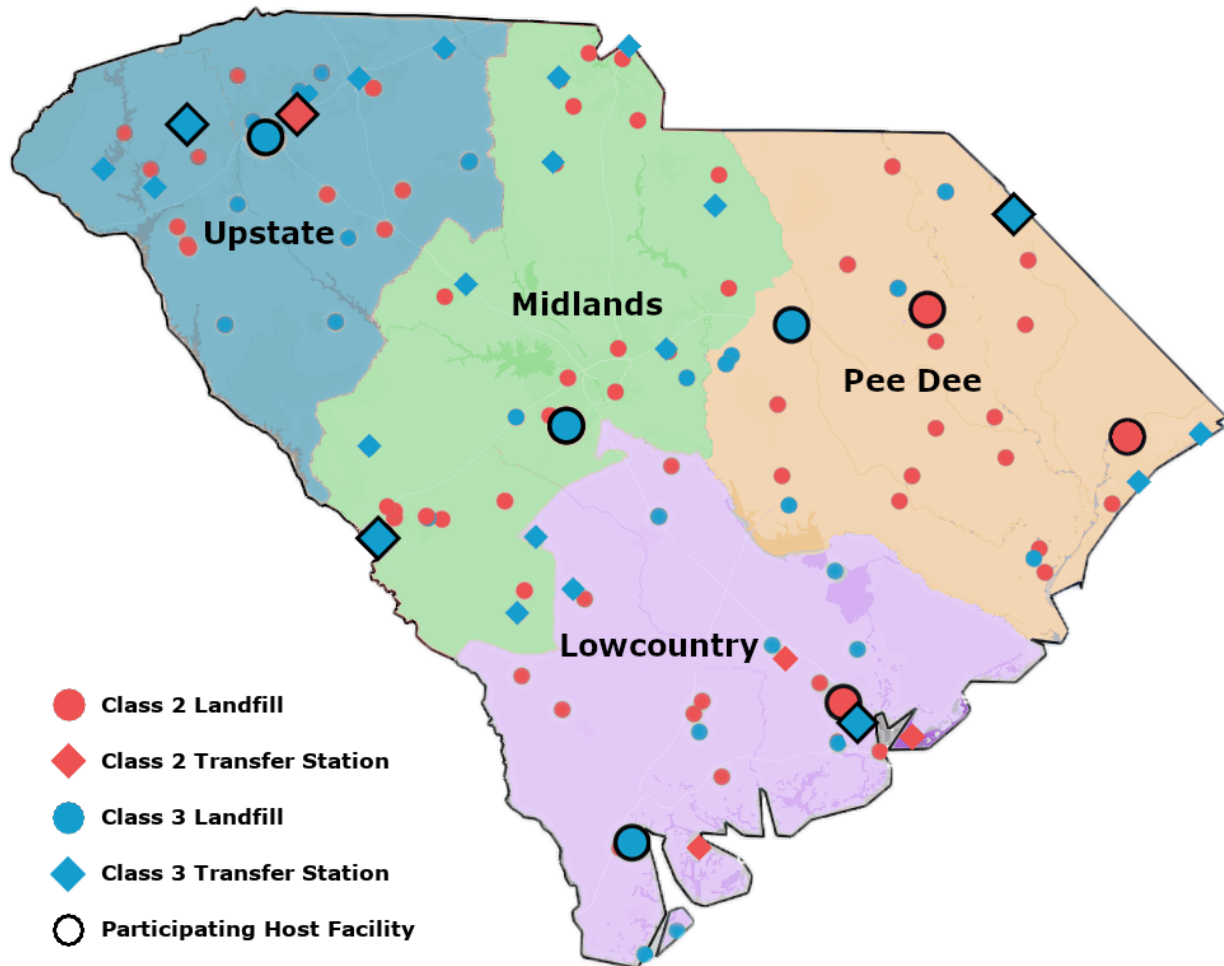 Upstate
Midlands
Pee Dee
Lowcountry
Class 2 Landfill
Class 2 Transfer Station
Class 3 Landfill
Class 3 Transfer Station
Participating Host Facility